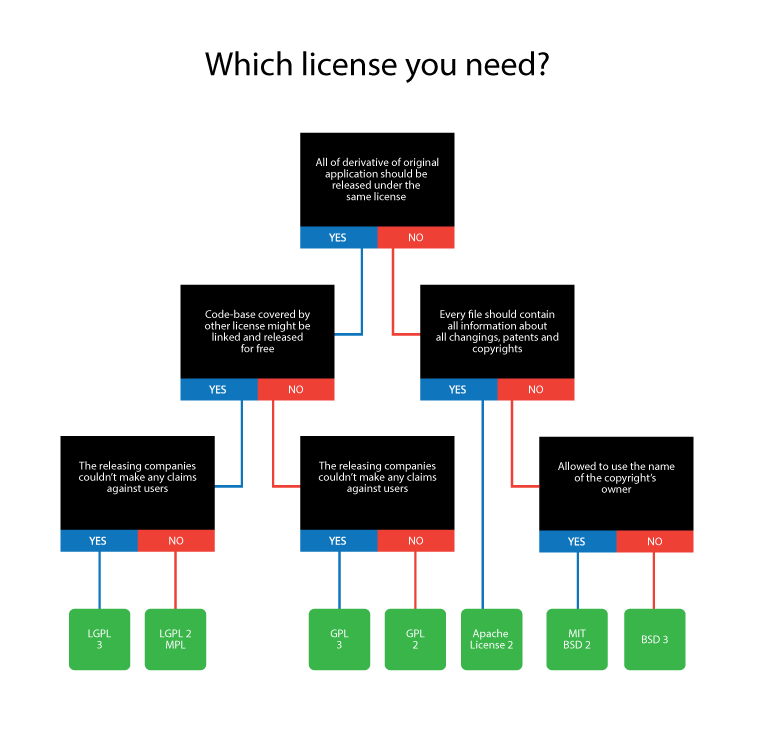 Which license you need?
All of derivative of original
application should be
released under the
same license
YES
NO
Code-base covered by
other license might be
linked and released
for free
YES
NO
Every file should contain
all information about
all changings, patents and
copyrights
YES
NO
The releasing companies
couldn't make any claims
against users
YES
NO
The releasing companies
couldn't make any claims
against users
YES
NO
Allowed to use the name
of the copyright's
owner
YES
NO
LGPL
3
LGPL 2
MPL
GPL
3
GPL
2
Apache
License 2
MIT
BSD 2
BSD 3